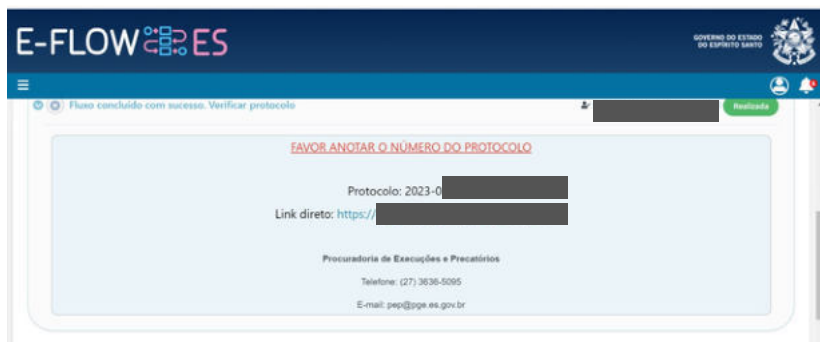 E-FLOW ES
GOVERNO DO ESTADO
DO ESPÍRITO SANTO
Fluxo concluído com sucesso. Verificar protocolo
Realizada
FAVOR ANOTAR O NÚMERO DO PROTOCOLO
Protocolo: 2023-0
Link direto: https://
Procuradoria de Execuções e Precatórios
Telefone: (27) 3636-5095
E-mail: pep@pge.es.gov.br